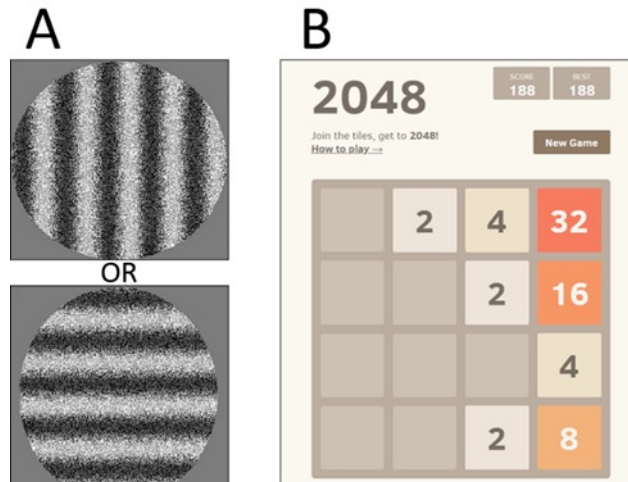 A
B
OR
2048
SCORE
188
BEST
188
Join the tiles, get to 2048!
How to play →
New Game
2 4 32
2 16
4
2 8